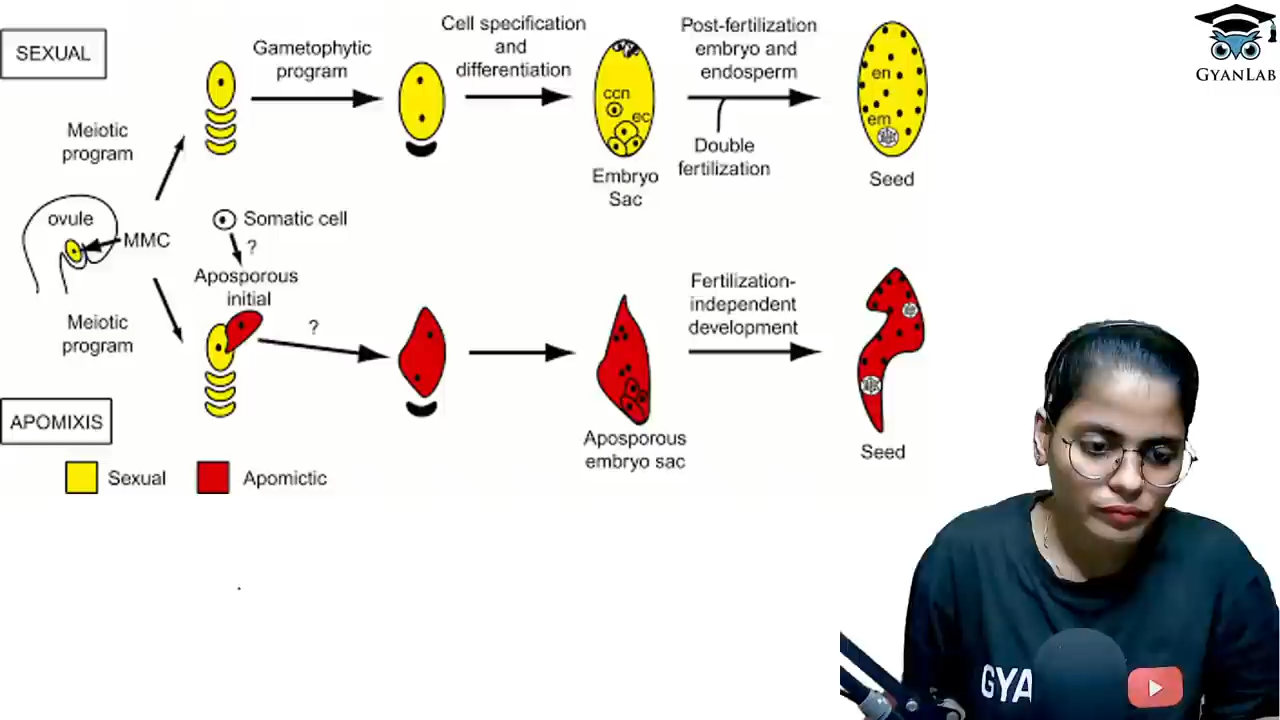 SEXUAL
Gametophytic
program
Cell specification
and
differentiation
Post-fertilization
embryo and
endosperm
GYANLAB
Meiotic
program
ccn
ec
en
em
Double
fertilization
Embryo
Sac
Seed
ovule
MMC
Somatic cell
?
Aposporous
initial
Meiotic
program
?
Fertilization-
independent
development
APOMIXIS
Aposporous
embryo sac
Seed
Sexual
Apomictic
GYA